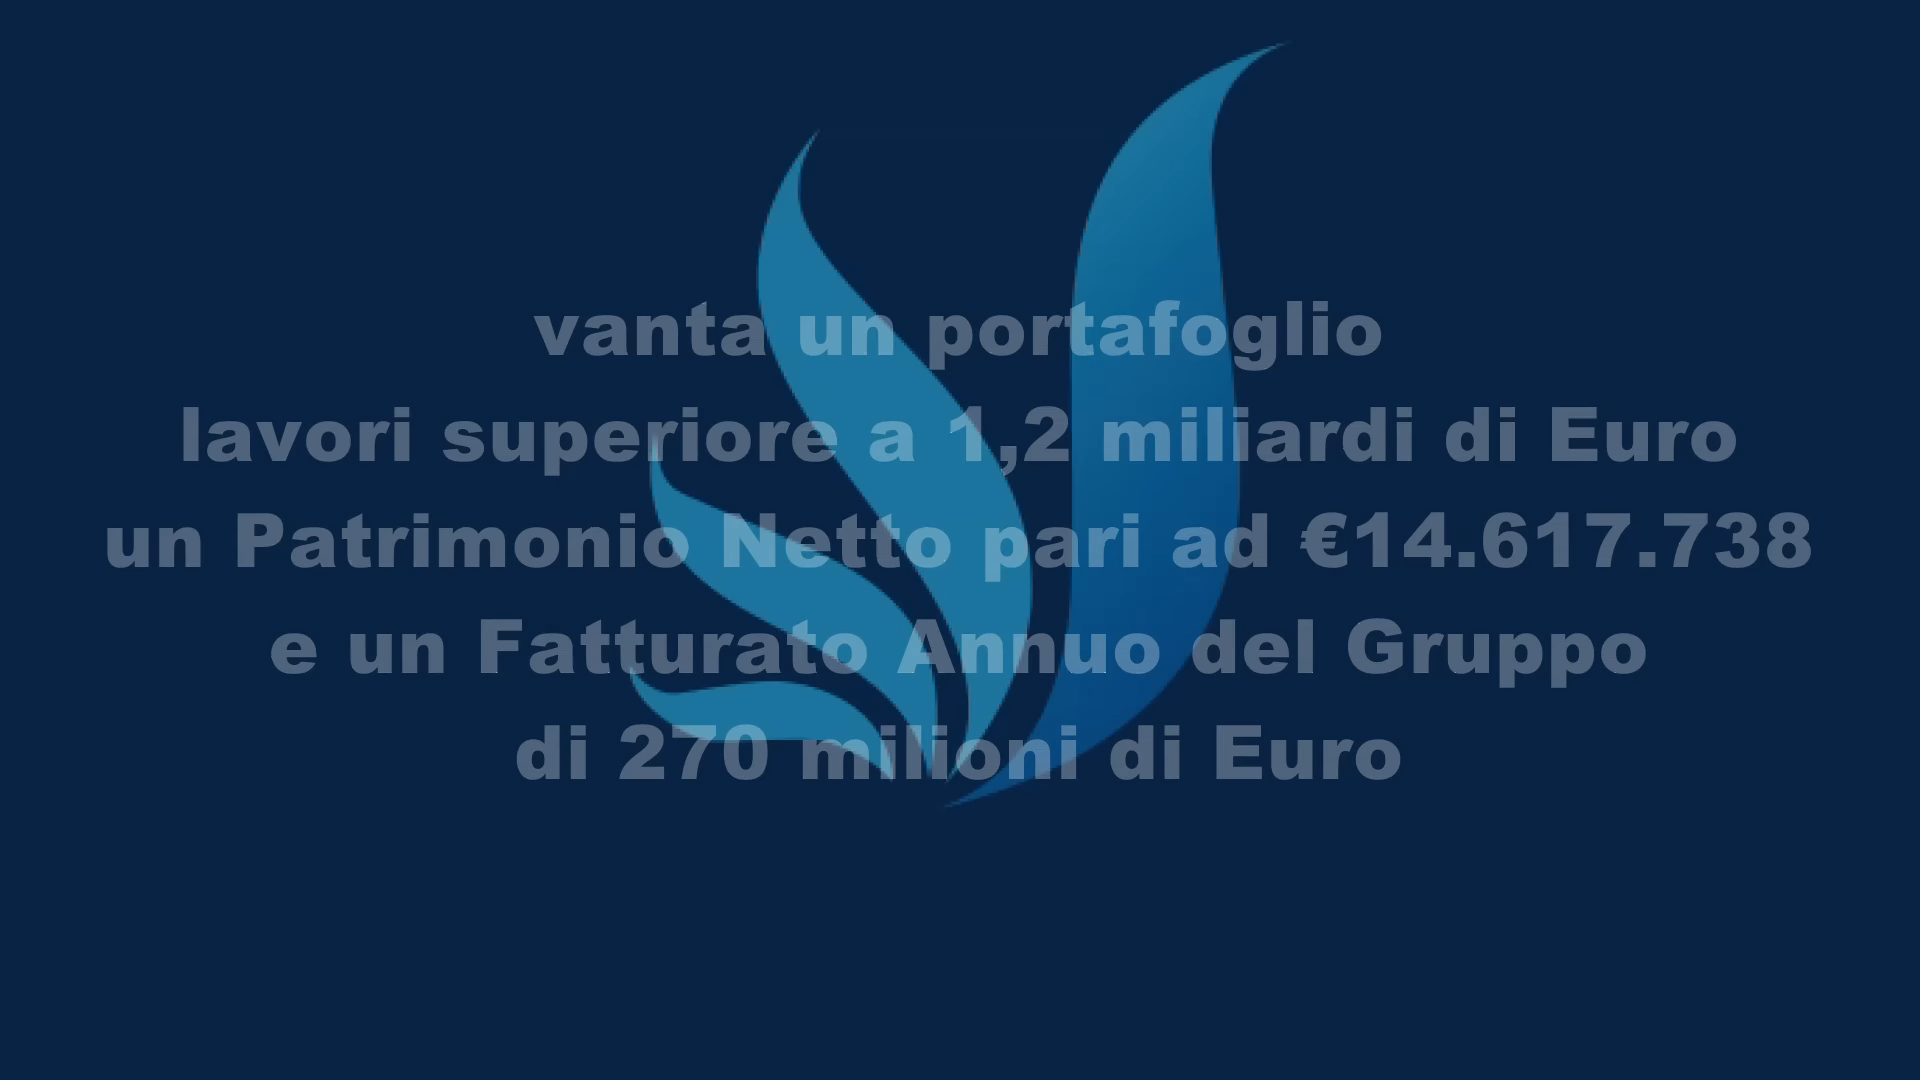 vanta un portafoglio
lavori superiore a 1,2 miliardi di Euro
un Patrimonio Netto pari ad €14.617.738
e un Fatturato Annuo del Gruppo
di 270 milioni di Euro